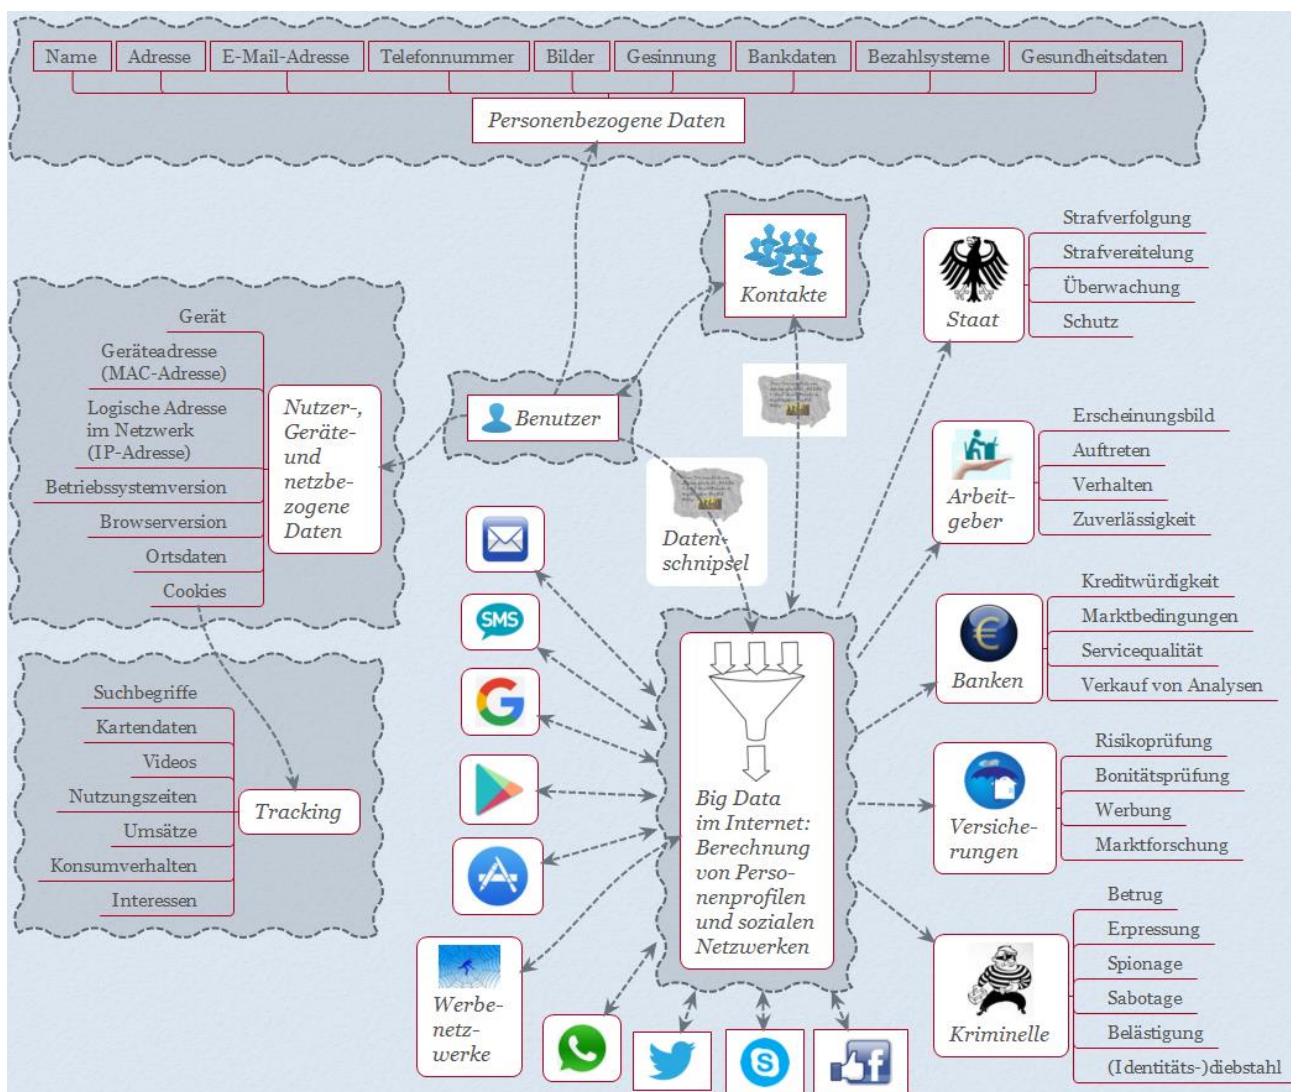 Name
Adresse
E-Mail-Adresse
Telefonnummer
Bilder
Gesinnung
Bankdaten
Bezahlsysteme
Gesundheitsdaten
Personenbezogene Daten
Kontakte
Benutzer
Gerät
Geräteadresse
(MAC-Adresse)
Logische Adresse
im Netzwerk
(IP-Adresse)
Betriebssystemversion
Browserversion
Ortsdaten
Cookies
Nutzer-,
Geräte-
und
netzbe-
zogene
Daten
Suchbegriffe
Kartendaten
Videos
Nutzungszeiten
Umsätze
Konsumverhalten
Interessen
Tracking
Daten-
schnipsel
SMS
Werbe-
netz-
werke
Big Data
im Internet:
Berechnung
von Perso-
nenprofilen
und sozialen
Netzwerken
Staat
Strafverfolgung
Strafvereitelung
Überwachung
Schutz
Arbeit-
geber
Erscheinungsbild
Auftreten
Verhalten
Zuverlässigkeit
Banken
Kreditwürdigkeit
Marktbedingungen
Servicequalität
Verkauf von Analysen
Versiche-
rungen
Risikoprüfung
Bonitätsprüfung
Werbung
Marktforschung
Kriminelle
Betrug
Erpressung
Spionage
Sabotage
Belästigung
(Identitäts-)diebstahl